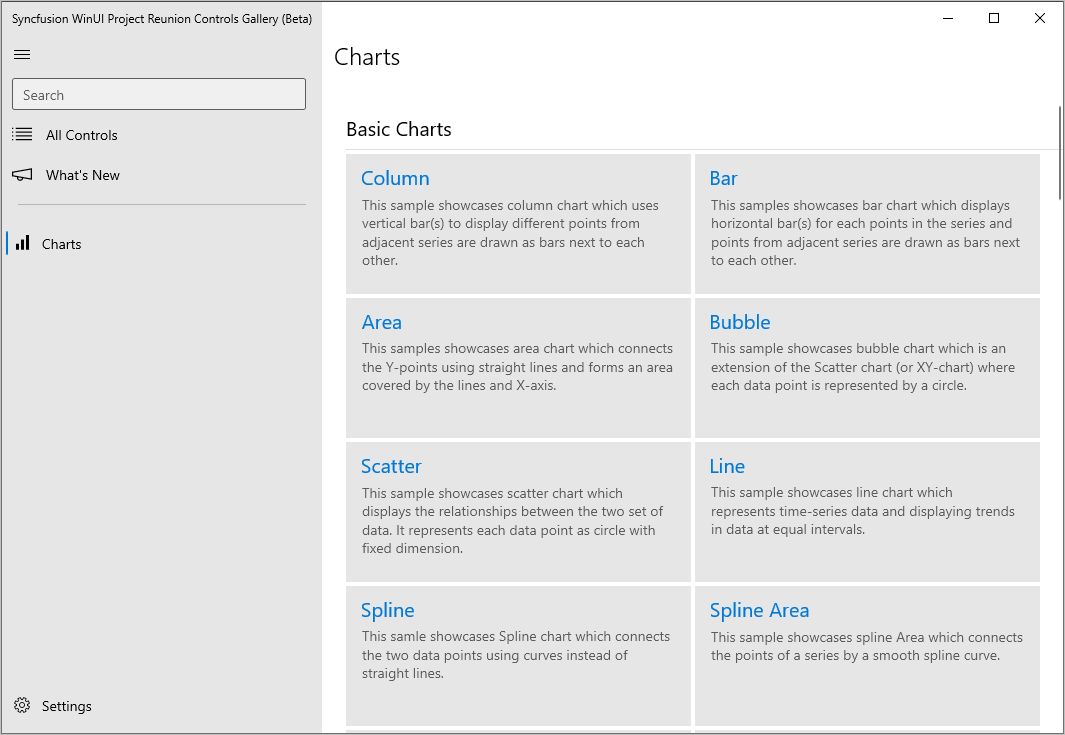 Syncfusion WinUI Project Reunion Controls Gallery (Beta)
Search
All Controls
What's New
Charts
Settings
Charts
Basic Charts
Column
This sample showcases column chart which uses
vertical bar(s) to display different points from
adjacent series are drawn as bars next to each
other.
Bar
This samples showcases bar chart which displays
horizontal bar(s) for each points in the series and
points from adjacent series are drawn as bars next
to each other.
Area
This samples showcases area chart which connects
the Y-points using straight lines and forms an area
covered by the lines and X-axis.
Bubble
This sample showcases bubble chart which is an
extension of the Scatter chart (or XY-chart) where
each data point is represented by a circle.
Scatter
This sample showcases scatter chart which
displays the relationships between the two set of
data. It represents each data point as circle with
fixed dimension.
Line
This sample showcases line chart which
represents time-series data and displaying trends
in data at equal intervals.
Spline
This samle showcases Spline chart which connects
the two data points using curves instead of
straight lines.
Spline Area
This sample showcases spline Area which connects
the points of a series by a smooth spline curve.